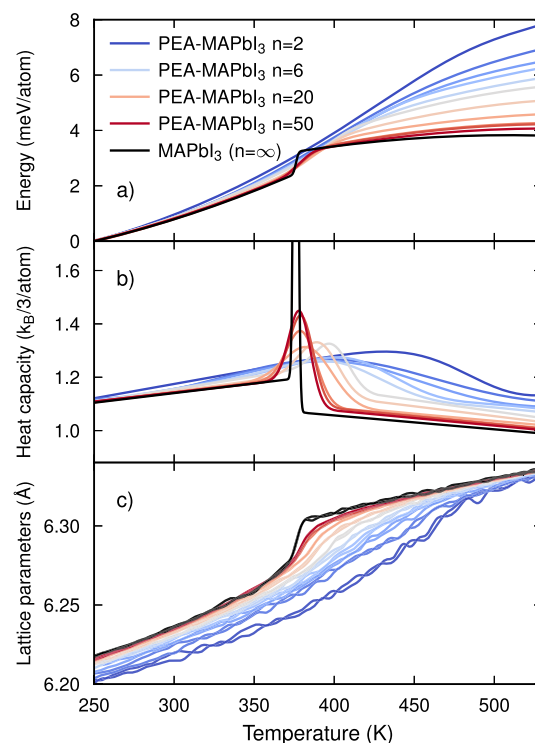 8
6
4
2
0
Energy (meV/atom)
PEA-MAPbI₃ n=2
PEA-MAPbI₃ n=6
PEA-MAPbI₃ n=20
PEA-MAPbI₃ n=50
MAPbI₃ (n=∞)
a)
1.6
1.4
1.2
1.0
Heat capacity (k_B/3/atom)
b)
6.30
6.25
6.20
Lattice parameters (Å)
c)
250 300 350 400 450 500
Temperature (K)